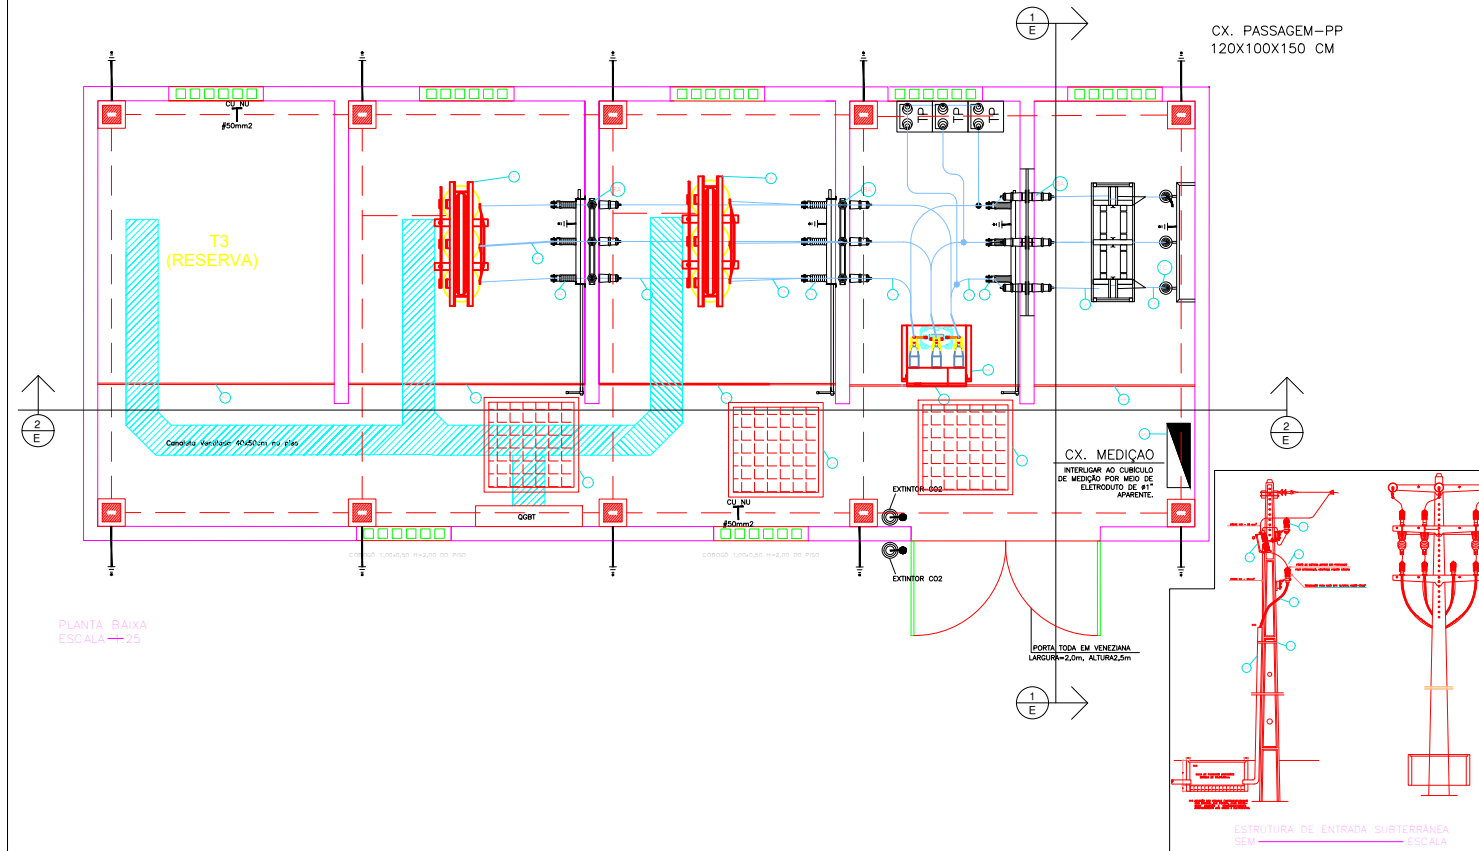 1
E
CX. PASSAGEM-PP
120X100X150 CM
CU NU
#50mm2
TP
TP
TP
T3
(RESERVA)
2
E
2
E
Canaleta Ventilada 40x50cm no piso
CX. MEDIÇAO
INTERLIGAR AO CUBÍCULO
DE MEDIÇÃO POR MEIO DE
ELETRODUTO DE ø1"
APARENTE.
EXTINTOR CO2
CU NU
#50mm2
QGBT
EXTINTOR CO2
PLANTA BAIXA
ESCALA 1:25
PORTA TODA EM VENEZIANA
LARGURA=2,0m, ALTURA2,5m
1
E
ESTRUTURA DE ENTRADA SUBTERRÂNEA
SEM ESCALA